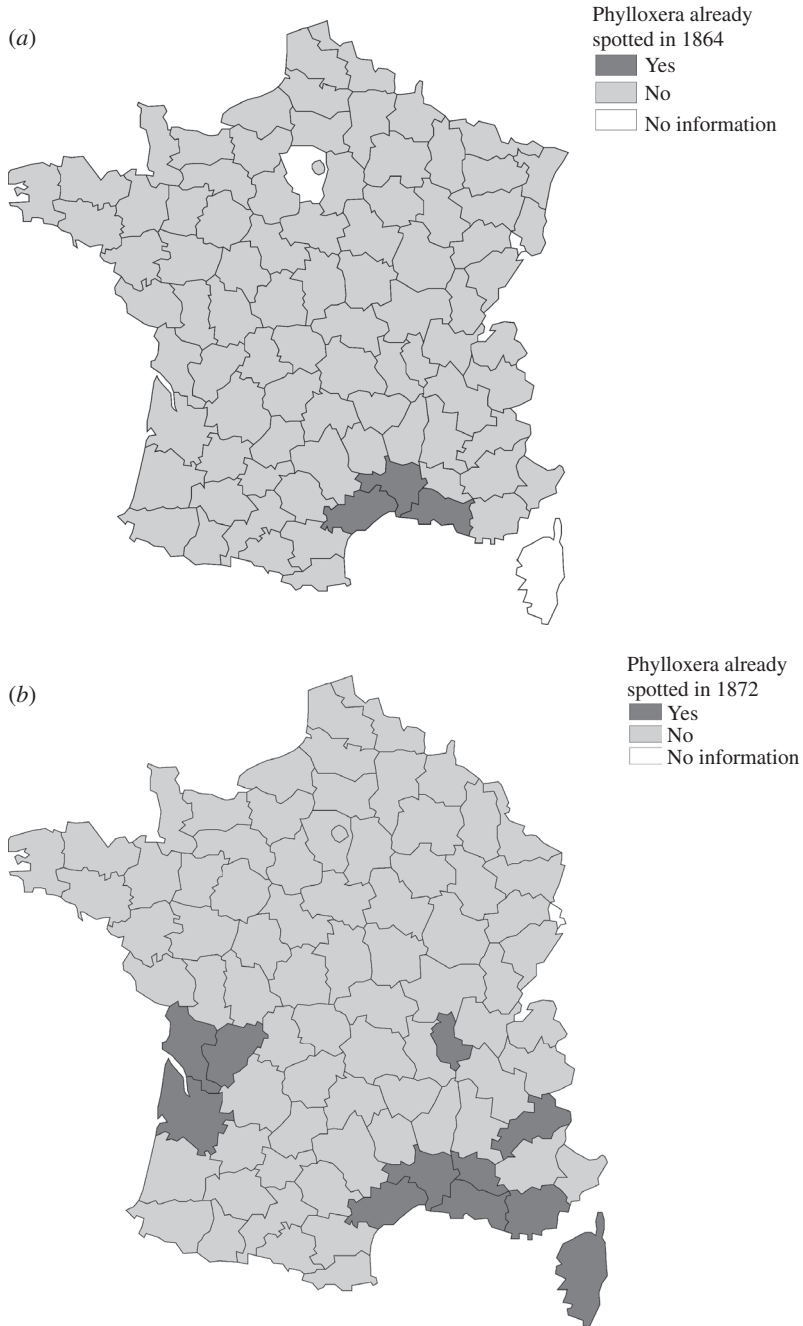 (a)
Phylloxera already
spotted in 1864
Yes
No
No information
(b)
Phylloxera already
spotted in 1872
Yes
No
No information